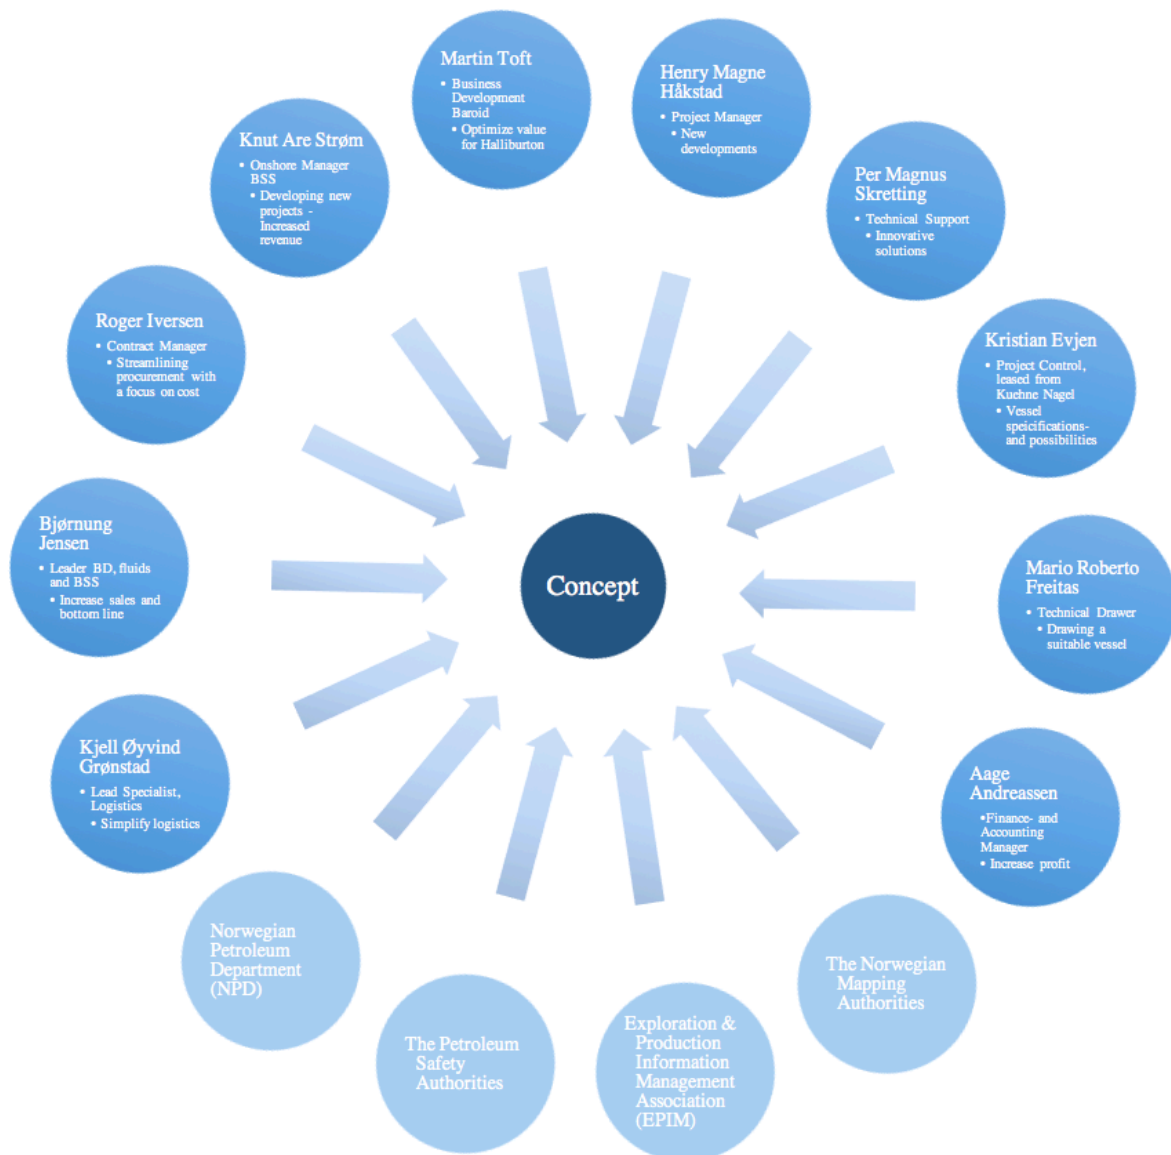 Martin Toft
• Business
Development
Baroid
• Optimize value
for Halliburton
Henry Magne
Håkstad
• Project Manager
• New
developments
Knut Are Strøm
• Onshore Manager
BSS
• Developing new
projects -
Increased
revenue
Per Magnus
Skretting
• Technical Support
• Innovative
solutions
Roger Iversen
• Contract Manager
• Streamlining
procurement with
a focus on cost
Kristian Evjen
• Project Control,
leased from
Kuehne Nagel
• Vessel
speicifications-
and possibilities
Bjørnung
Jensen
• Leader BD, fluids
and BSS
• Increase sales and
bottom line
Concept
Mario Roberto
Freitas
• Technical Drawer
• Drawing a
suitable vessel
Kjell Øyvind
Grønstad
• Lead Specialist,
Logistics
• Simplify logistics
Aage
Andreassen
•Finance- and
Accounting
Manager
• Increase profit
Norwegian
Petroleum
Department
(NPD)
The Petroleum
Safety
Authorities
Exploration &
Production
Information
Management
Association
(EPIM)
The Norwegian
Mapping
Authorities